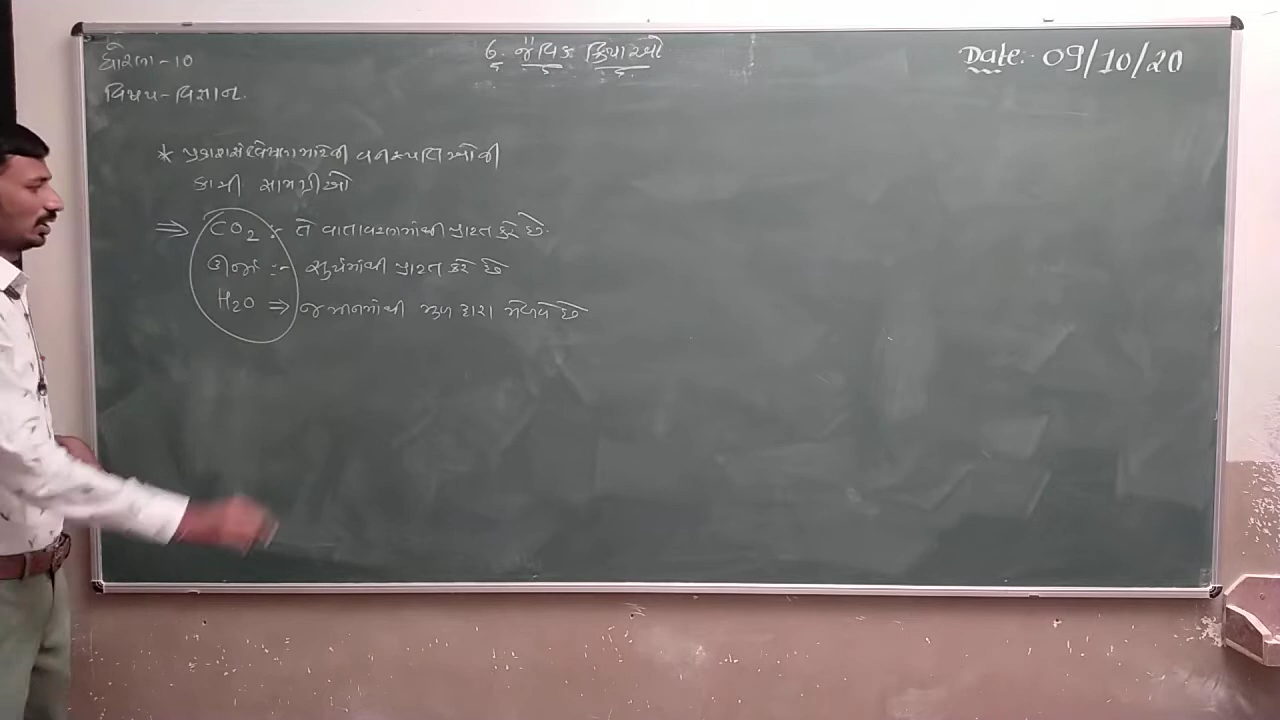 ધોરણ-10
6. જૈવિક ક્રિયાઓ
Date:- 09/10/20
વિષય-વિજ્ઞાન.
* પ્રકાશસંશ્લેષણ માટેની વનસ્પતિઓની
કાચી સામગ્રીઓ
⇒ CO₂ :- તે વાતાવરણમાંથી પ્રાપ્ત કરે છે.
ઊર્જા :- સુર્યમાંથી પ્રાપ્ત કરે છે
H₂O ⇒ જમીનમાંથી મુળ દ્વારા મેળવે છે